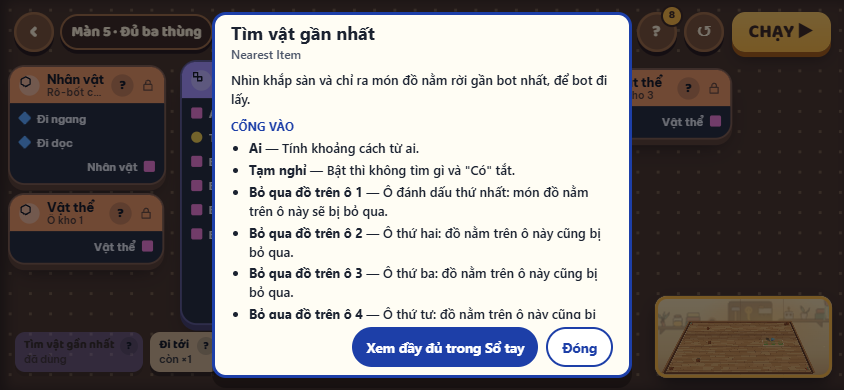 Màn 5 · Đủ ba thùng
?
8
CHẠY
Nhân vật
Rô-bốt c...
?
Đi ngang
Đi dọc
Nhân vật
Vật thể
Ô kho 1
?
Vật thể
Tìm vật gần nhất
Nearest Item
Nhìn khắp sàn và chỉ ra món đồ nằm rời gần bot nhất, để bot đi
lấy.
CỔNG VÀO
Ai — Tính khoảng cách từ ai.
Tạm nghỉ — Bật thì không tìm gì và "Có" tắt.
Bỏ qua đồ trên ô 1 — Ô đánh dấu thứ nhất: món đồ nằm
trên ô này sẽ bị bỏ qua.
Bỏ qua đồ trên ô 2 — Ô thứ hai: đồ nằm trên ô này cũng bị
bỏ qua.
Bỏ qua đồ trên ô 3 — Ô thứ ba: đồ nằm trên ô này cũng bị
bỏ qua.
Bỏ qua đồ trên ô 4 — Ô thứ tư: đồ nằm trên ô này cũng bị
Xem đầy đủ trong Sổ tay
Đóng
?
Vật thể
Tìm vật gần nhất
?
đã dùng
Đi tới
?
còn ×1